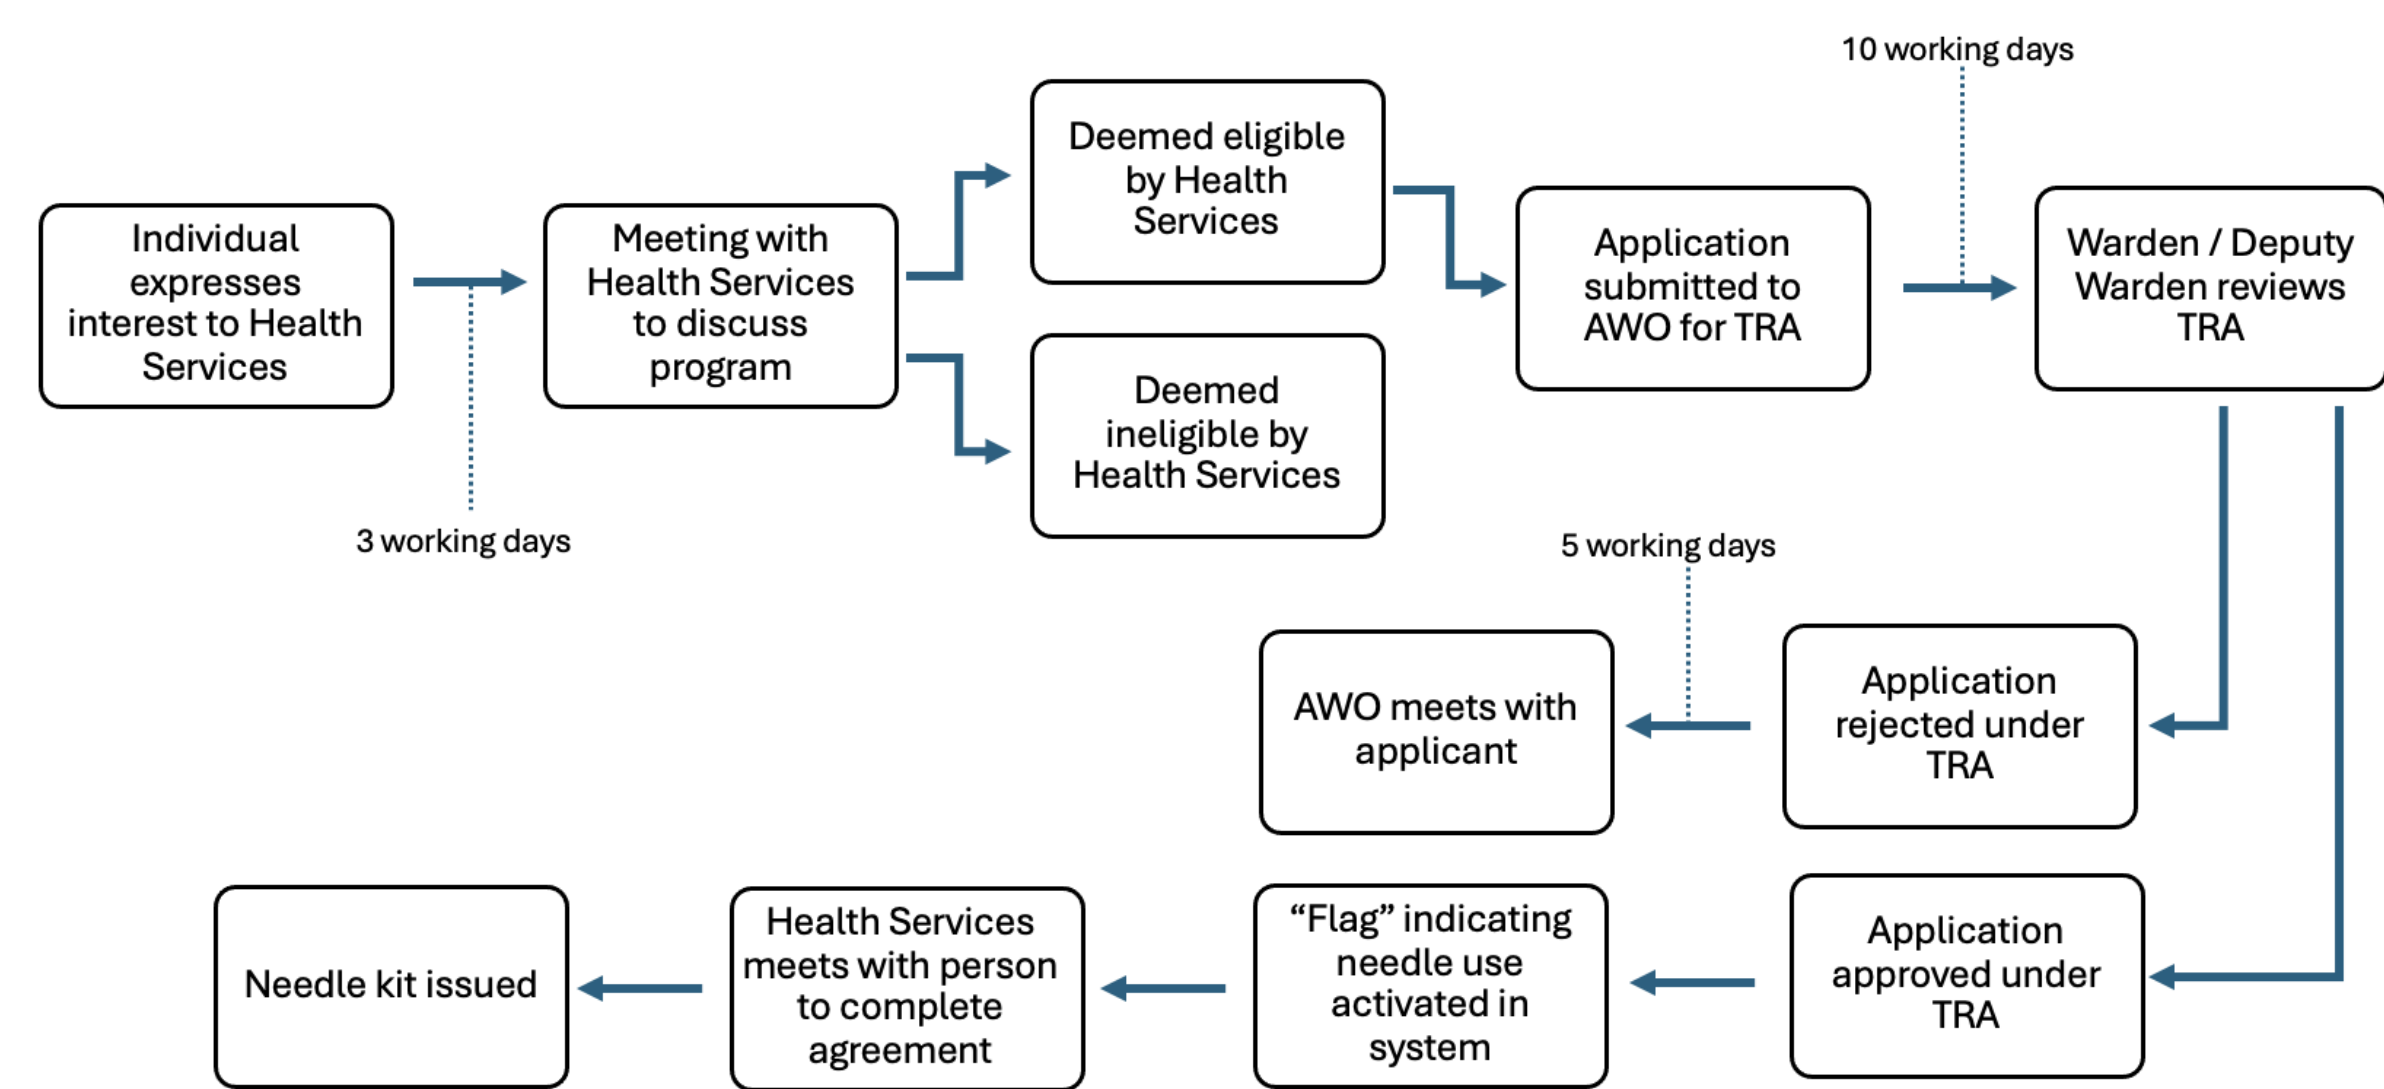 10 working days
Deemed eligible
by Health
Services
Individual
expresses
interest to Health
Services
Meeting with
Health Services
to discuss
program
Application
submitted to
AWO for TRA
Warden / Deputy
Warden reviews
TRA
Deemed
ineligible by
Health Services
3 working days
5 working days
AWO meets with
applicant
Application
rejected under
TRA
Needle kit issued
Health Services
meets with person
to complete
agreement
“Flag” indicating
needle use
activated in
system
Application
approved under
TRA